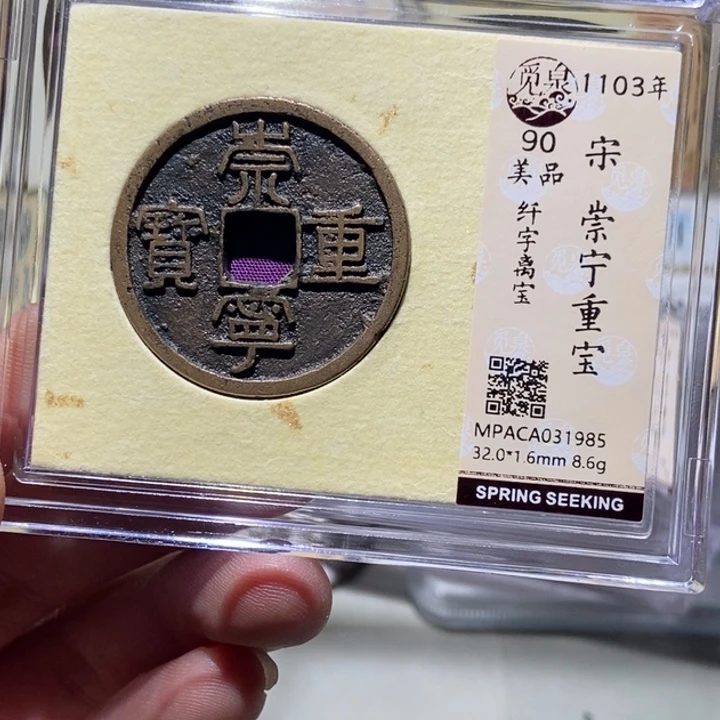 崇
重
寳
寧
觅泉
1103年
90
美品
纤字离宝
宋 崇宁重宝
MPACA031985
32.0*1.6mm 8.6g
SPRING SEEKING